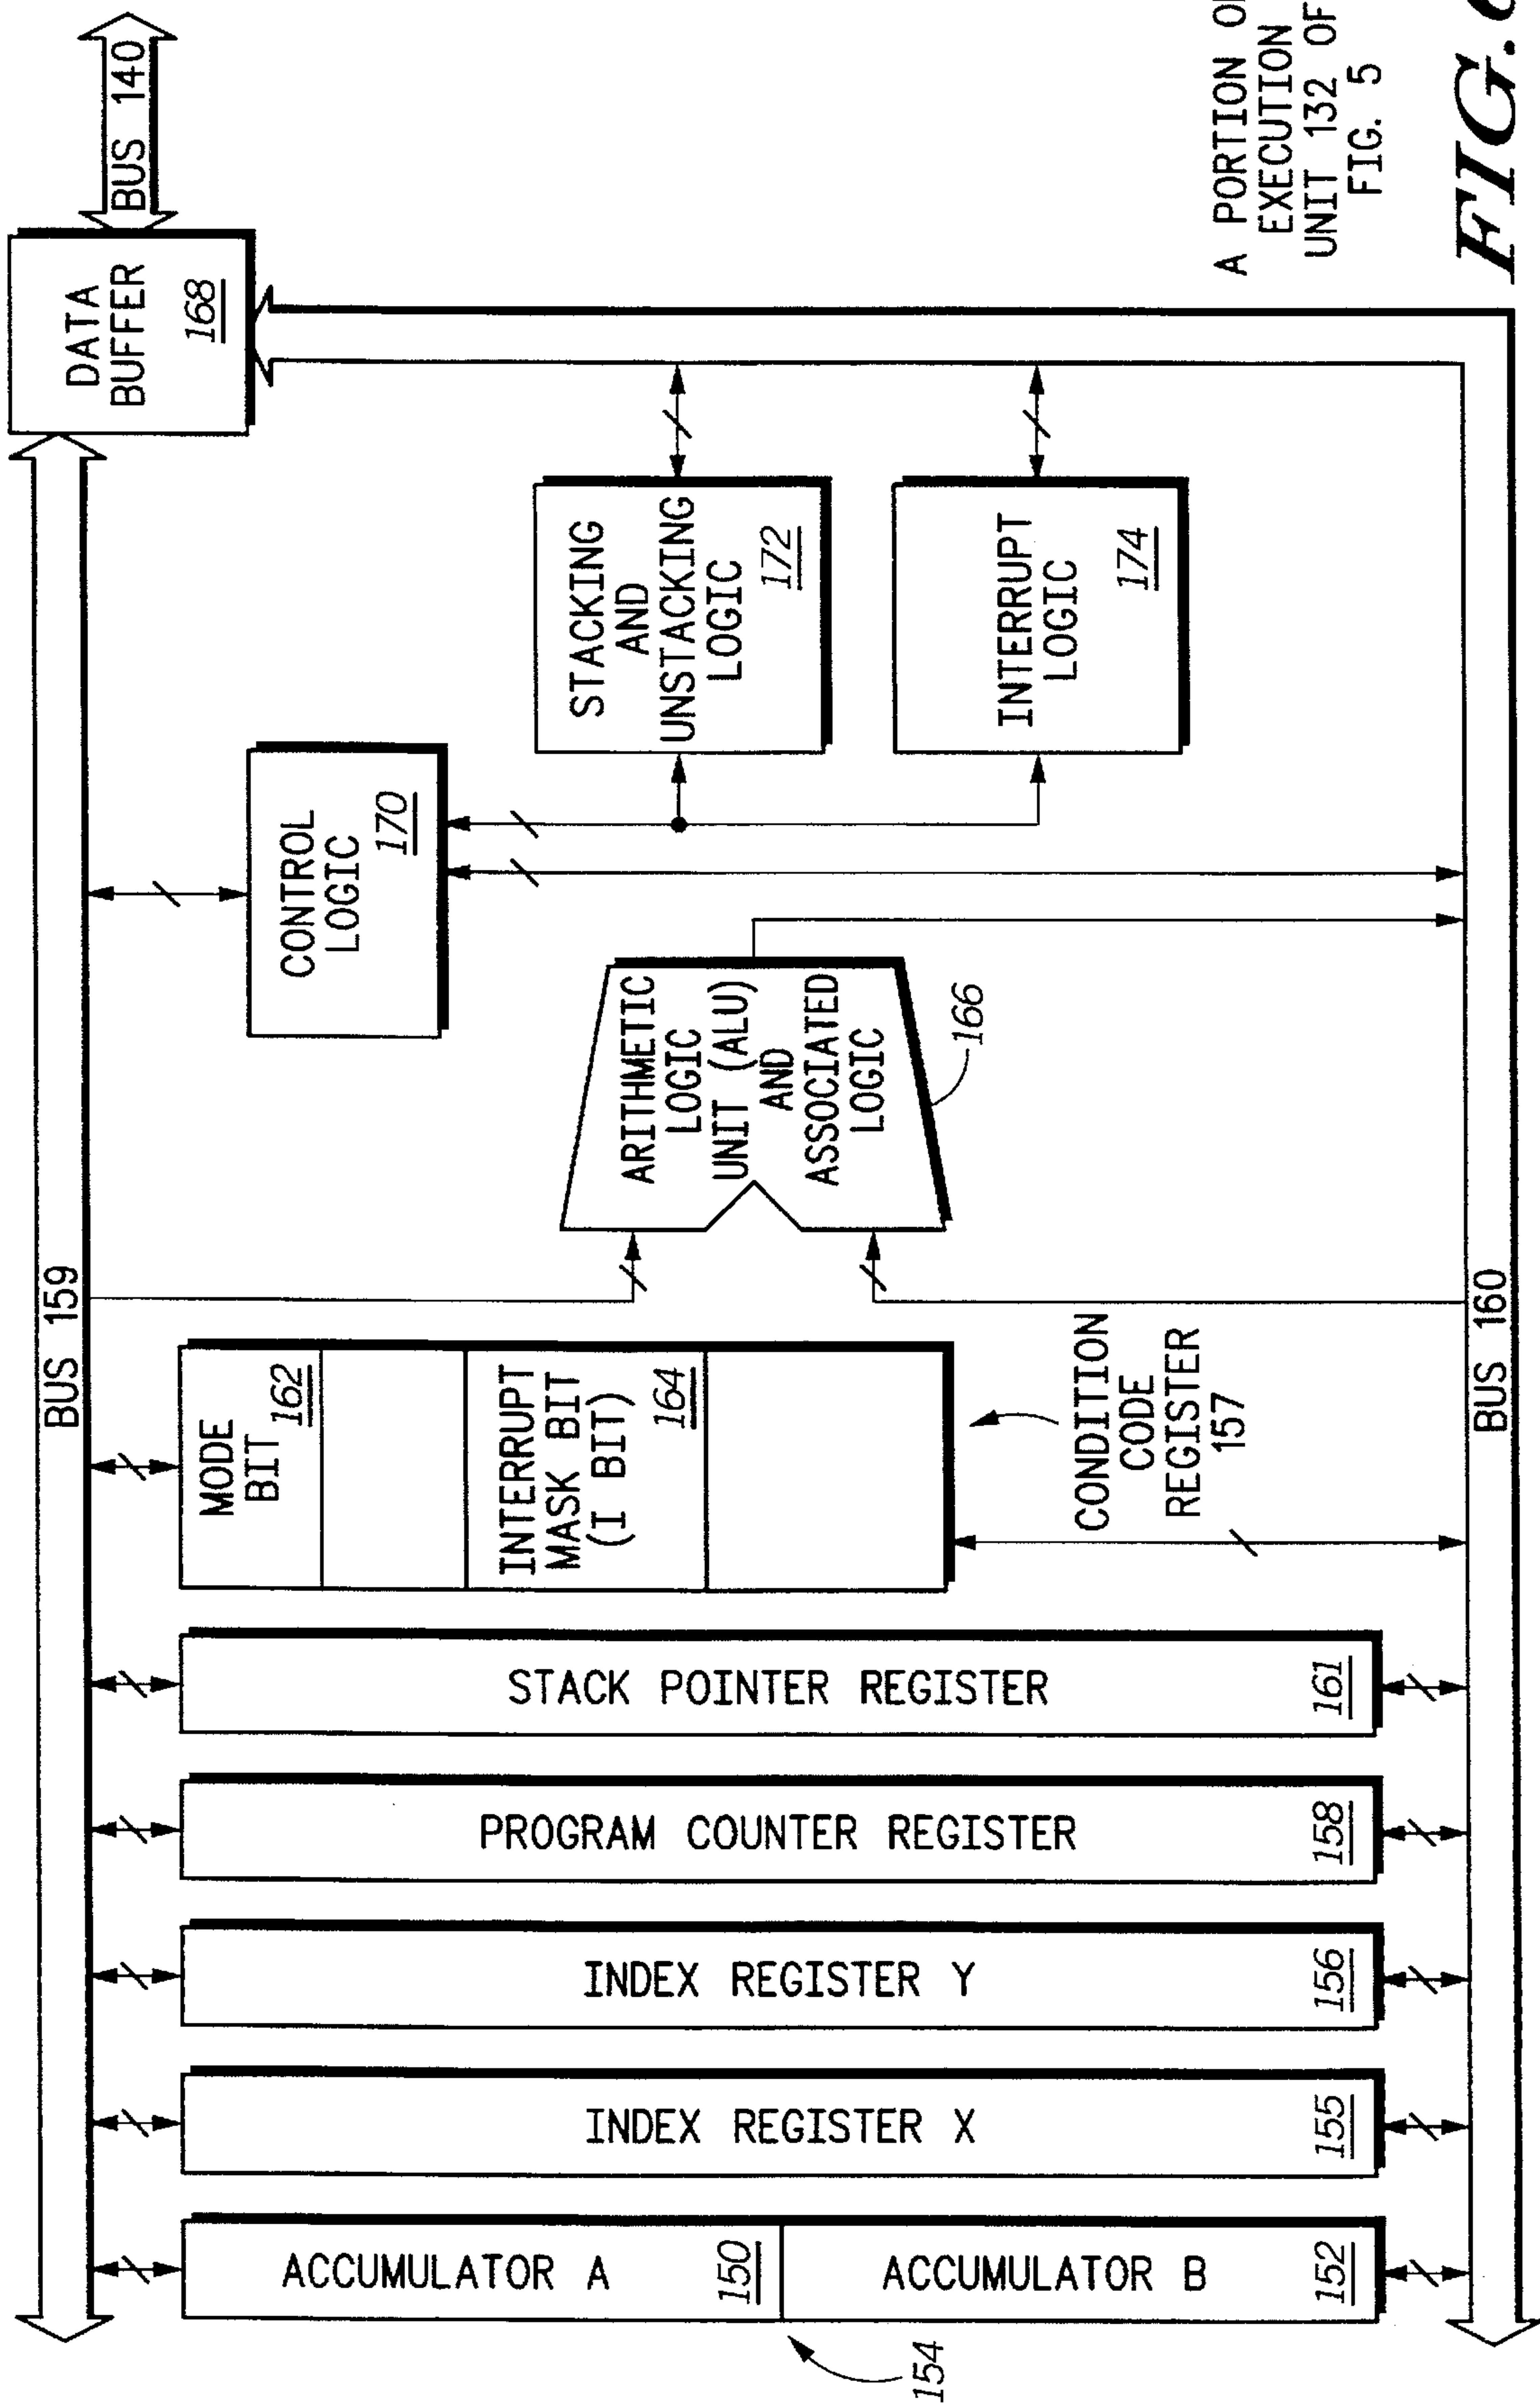 BUS 140
DATA
BUFFER
168
BUS 159
CONTROL
LOGIC
170
STACKING
AND
UNSTACKING
LOGIC
172
INTERRUPT
LOGIC
174
ARITHMETIC
LOGIC
UNIT (ALU)
AND
ASSOCIATED
LOGIC
166
MODE
BIT
162
INTERRUPT
MASK BIT
(I BIT)
164
CONDITION
CODE
REGISTER
157
STACK POINTER REGISTER
161
PROGRAM COUNTER REGISTER
158
INDEX REGISTER Y
156
INDEX REGISTER X
155
ACCUMULATOR A
150
ACCUMULATOR B
152
154
BUS 160
A PORTION
EXECUTION
UNIT 132 OF
FIG. 5
FIG.